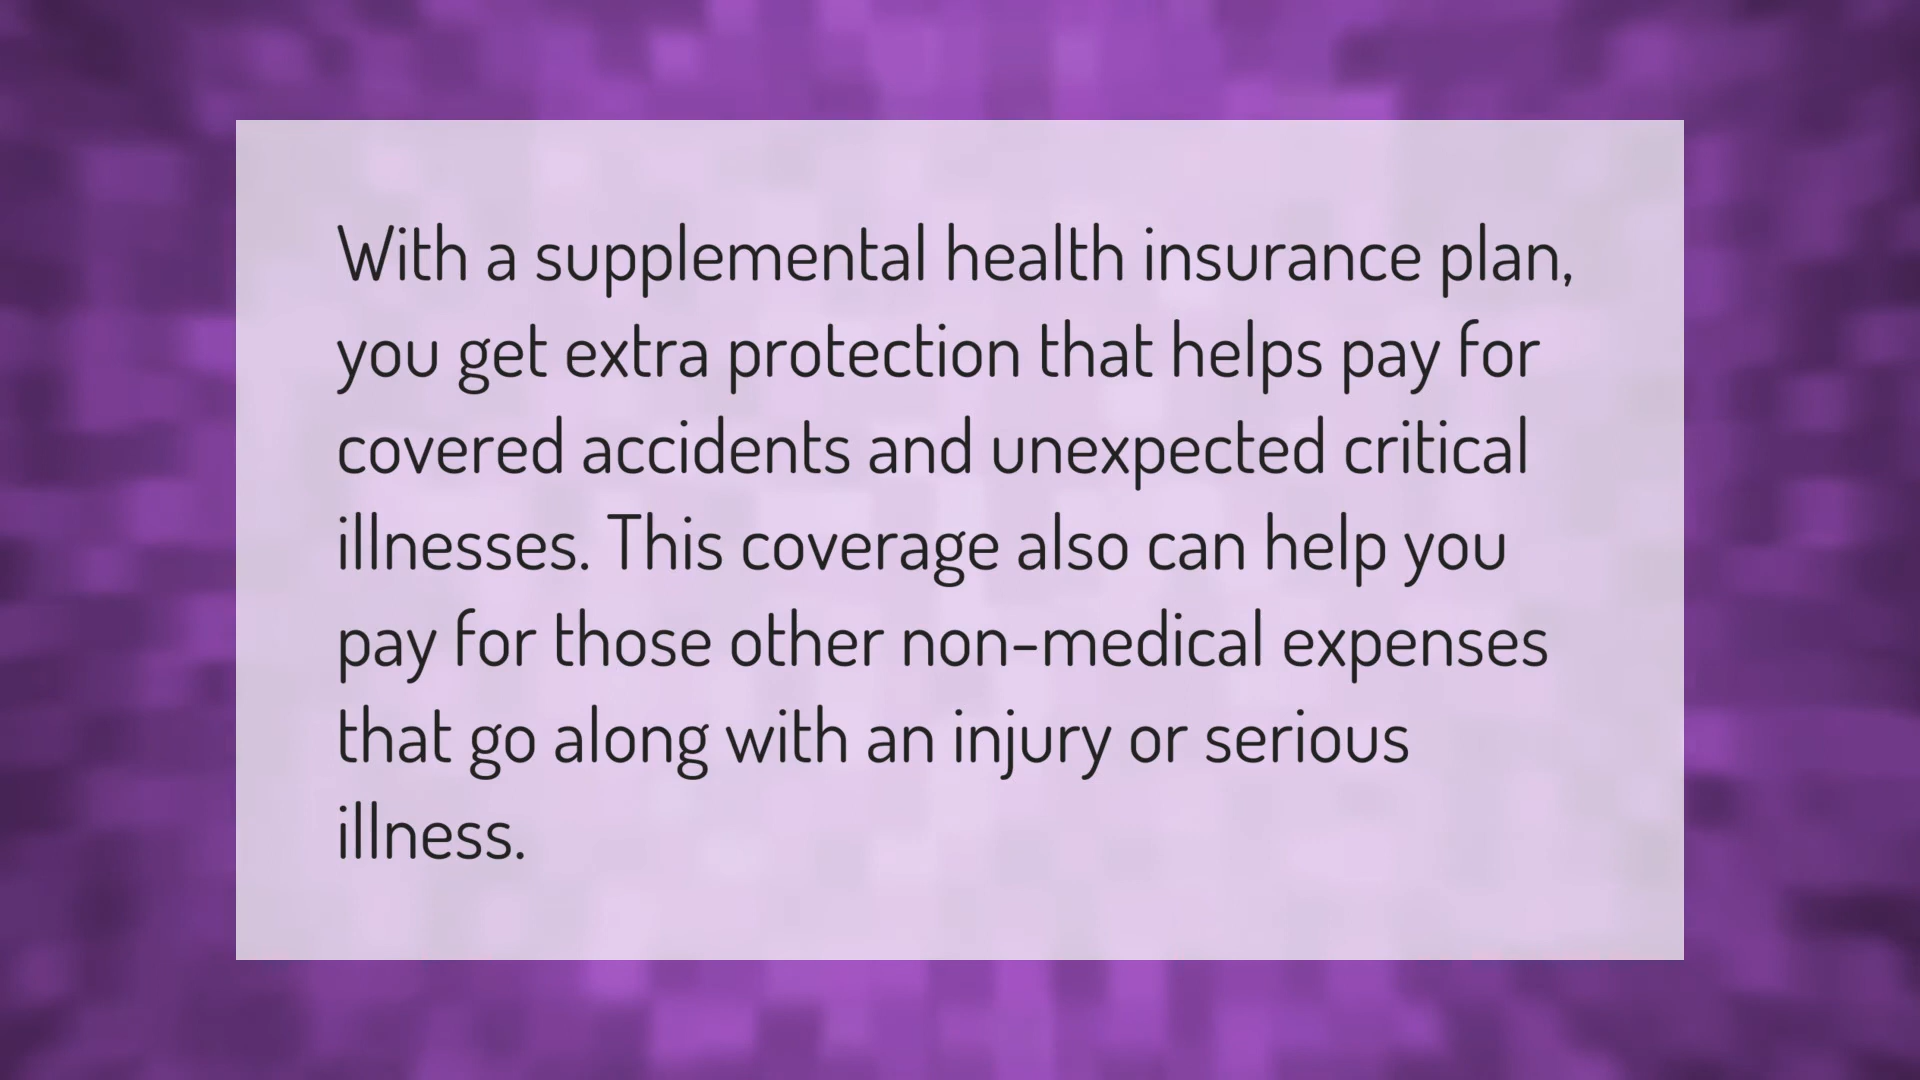 With a supplemental health insurance plan,
you get extra protection that helps pay for
covered accidents and unexpected critical
illnesses. This coverage also can help you
pay for those other non-medical expenses
that go along with an injury or serious
illness.